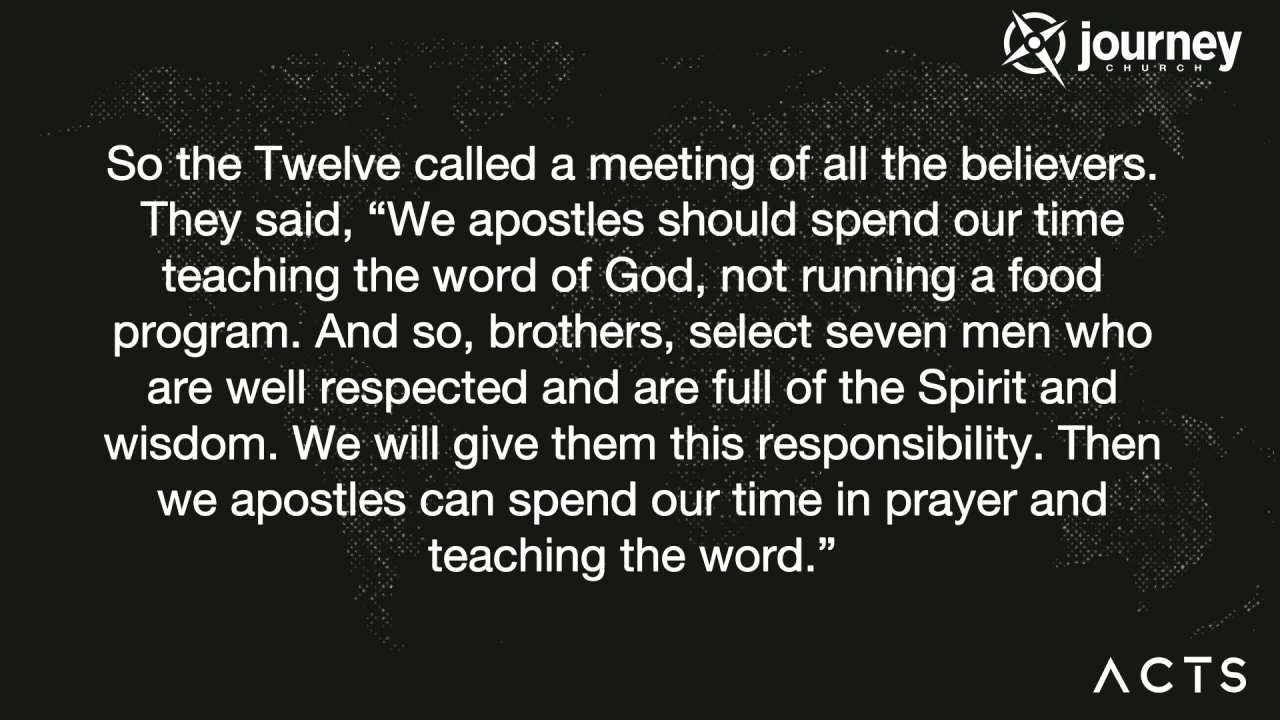 journey
CHURCH
So the Twelve called a meeting of all the believers.
They said, “We apostles should spend our time
teaching the word of God, not running a food
program. And so, brothers, select seven men who
are well respected and are full of the Spirit and
wisdom. We will give them this responsibility. Then
we apostles can spend our time in prayer and
teaching the word.”
ACTS